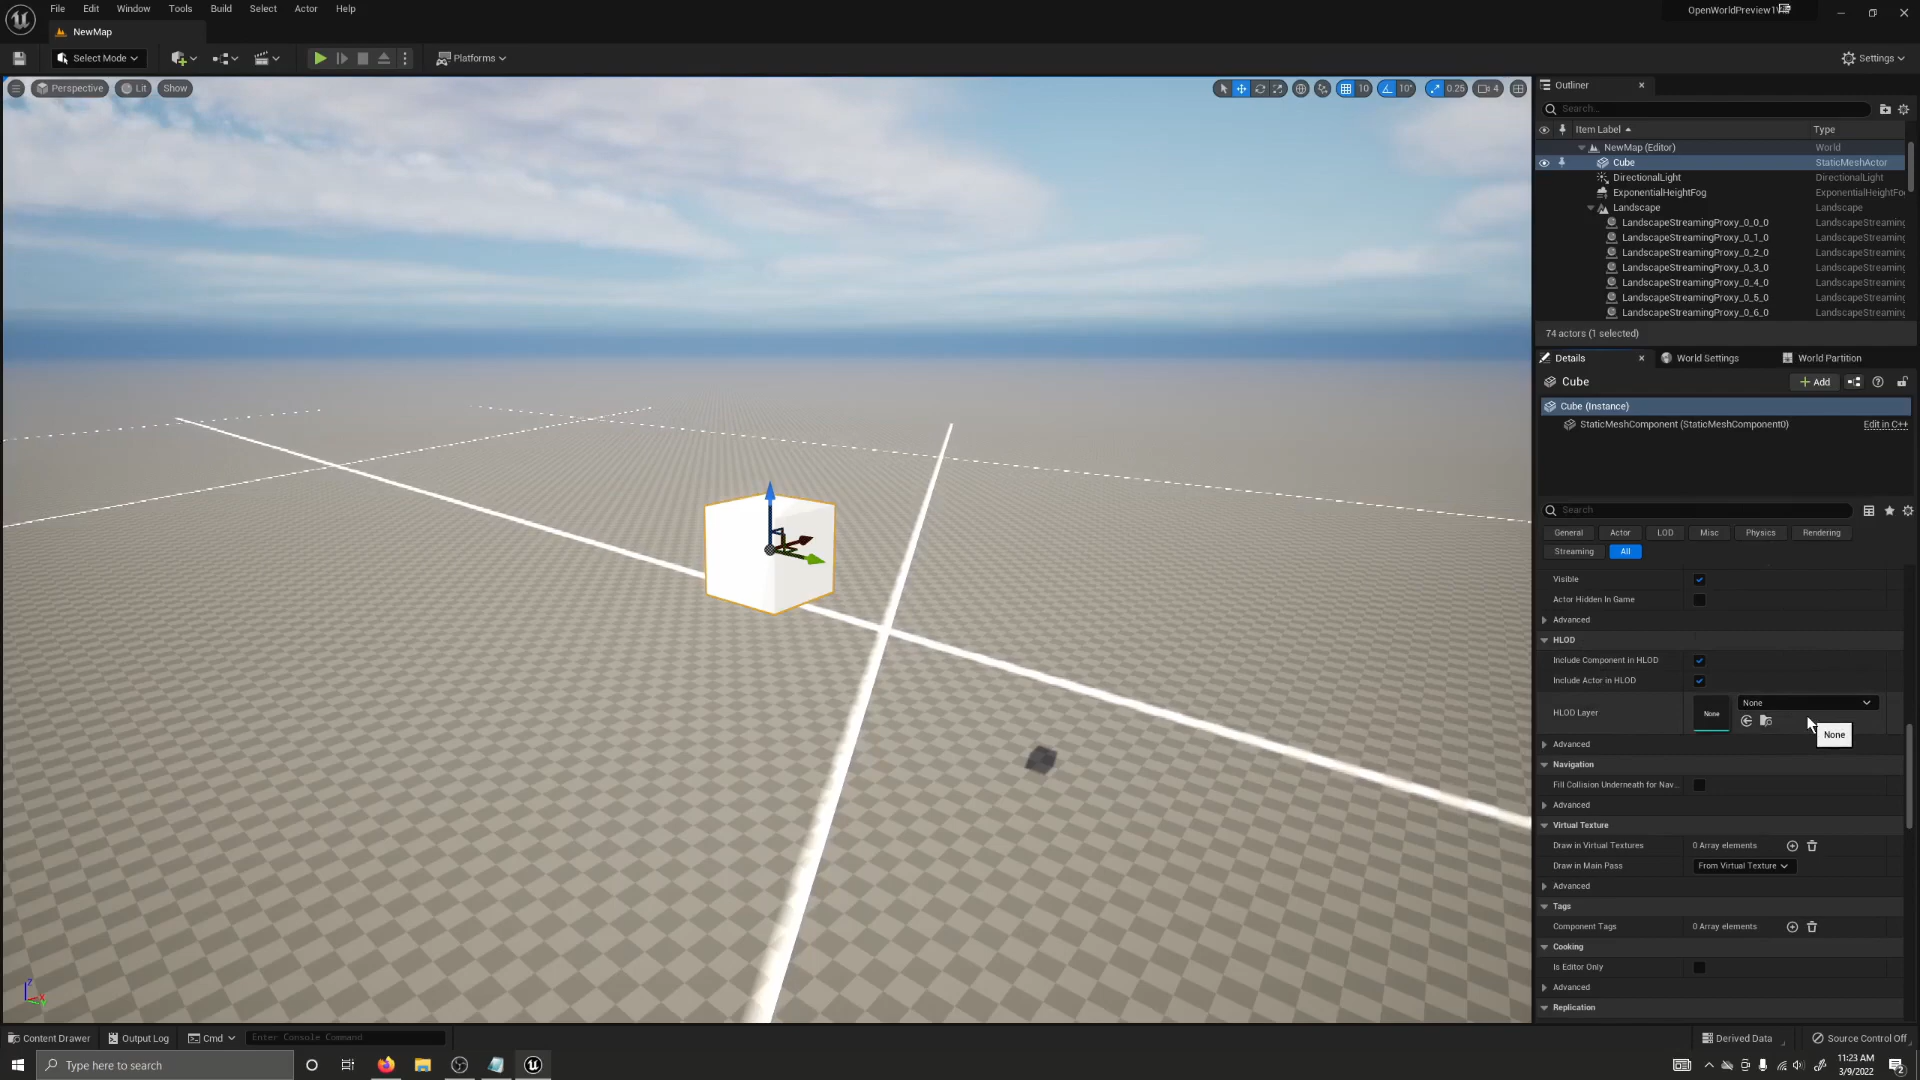 File Edit Window Tools Build Select Actor Help
NewMap
Select Mode Platforms Settings
Perspective Lit Show 10 10° 0.25 4
Outliner
Search...
Item Label Type
NewMap (Editor) World
Cube StaticMeshActor
DirectionalLight DirectionalLight
ExponentialHeightFog ExponentialHeightFo
Landscape Landscape
LandscapeStreamingProxy_0_0_0 LandscapeStreaming
LandscapeStreamingProxy_0_1_0 LandscapeStreaming
LandscapeStreamingProxy_0_2_0 LandscapeStreaming
LandscapeStreamingProxy_0_3_0 LandscapeStreaming
LandscapeStreamingProxy_0_4_0 LandscapeStreaming
LandscapeStreamingProxy_0_5_0 LandscapeStreaming
LandscapeStreamingProxy_0_6_0 LandscapeStreaming
74 actors (1 selected)
Details World Settings World Partition
Cube Add
Cube (Instance)
StaticMeshComponent (StaticMeshComponent0) Edit in C++
Search
General Actor LOD Misc Physics Rendering
Streaming All
Visible
Actor Hidden In Game
Advanced
HLOD
Include Component in HLOD
Include Actor in HLOD
HLOD Layer None None
None
Advanced
Navigation
Fill Collision Underneath for Nav...
Advanced
Virtual Texture
Draw in Virtual Textures 0 Array elements
Draw in Main Pass From Virtual Texture
Advanced
Tags
Component Tags 0 Array elements
Cooking
Is Editor Only
Advanced
Replication
Z
Content Drawer Output Log Cmd Enter Console Command Derived Data Source Control Off
Type here to search
11:23 AM
3/9/2022
2